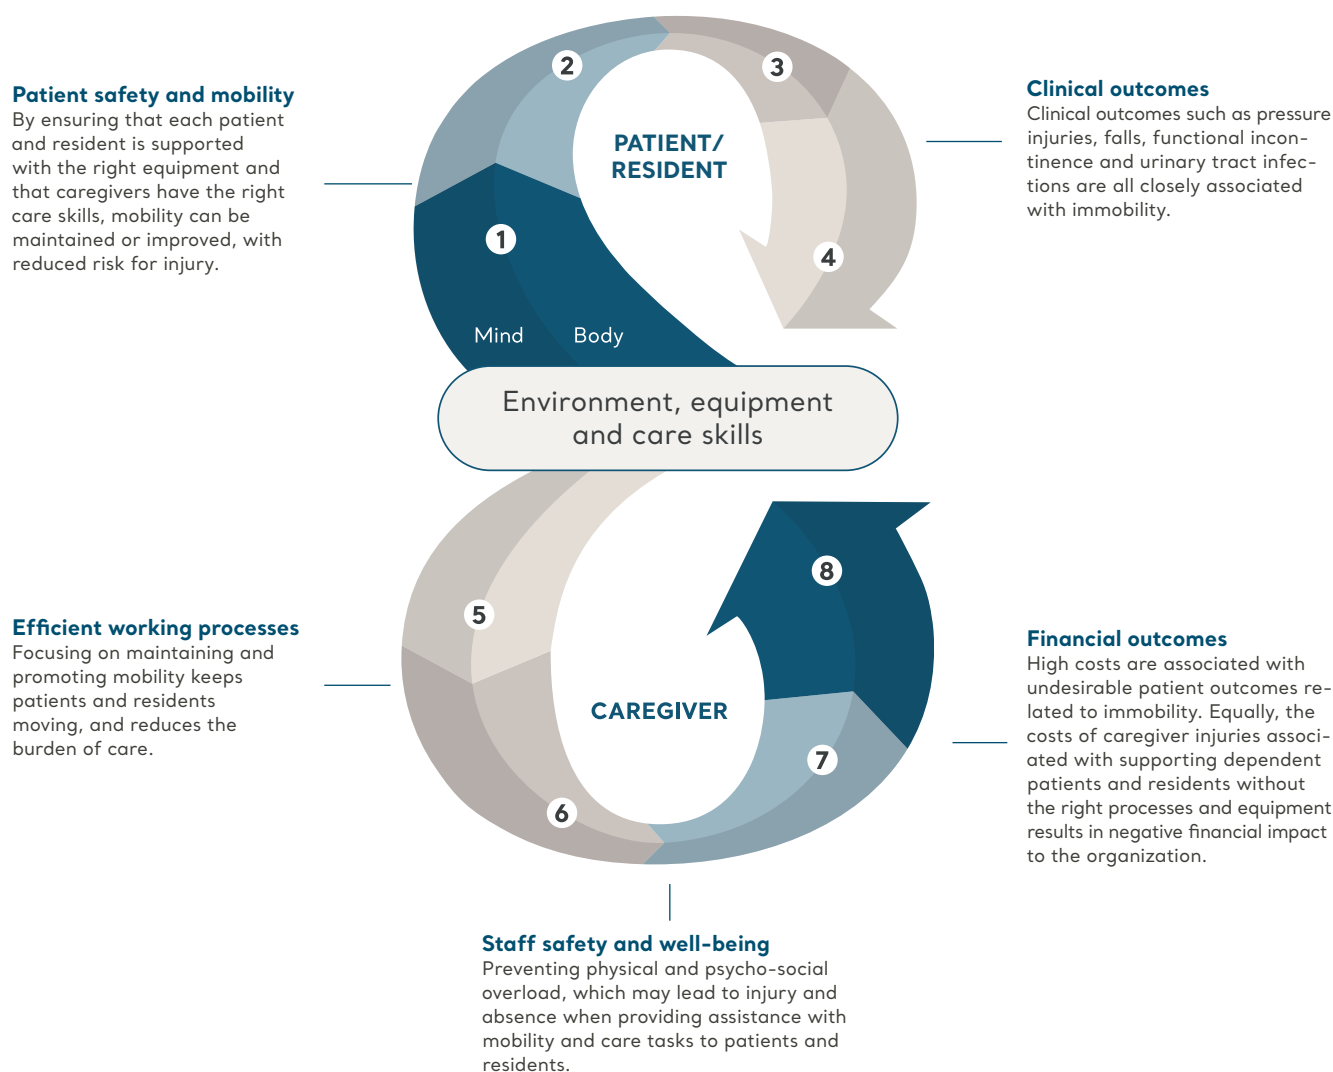 Patient safety and mobility
By ensuring that each patient
and resident is supported
with the right equipment and
that caregivers have the right
care skills, mobility can be
maintained or improved, with
reduced risk for injury.
2
3
PATIENT/
RESIDENT
1
4
Mind
Body
Clinical outcomes
Clinical outcomes such as pressure
injuries, falls, functional incon-
tinence and urinary tract infec-
tions are all closely associated
with immobility.
Environment, equipment
and care skills
Efficient working processes
Focusing on maintaining and
promoting mobility keeps
patients and residents
moving, and reduces the
burden of care.
5
8
CAREGIVER
7
6
Financial outcomes
High costs are associated with
undesirable patient outcomes re-
lated to immobility. Equally, the
costs of caregiver injuries associ-
ated with supporting dependent
patients and residents without
the right processes and equipment
results in negative financial impact
to the organization.
Staff safety and well-being
Preventing physical and psycho-social
overload, which may lead to injury and
absence when providing assistance with
mobility and care tasks to patients and
residents.